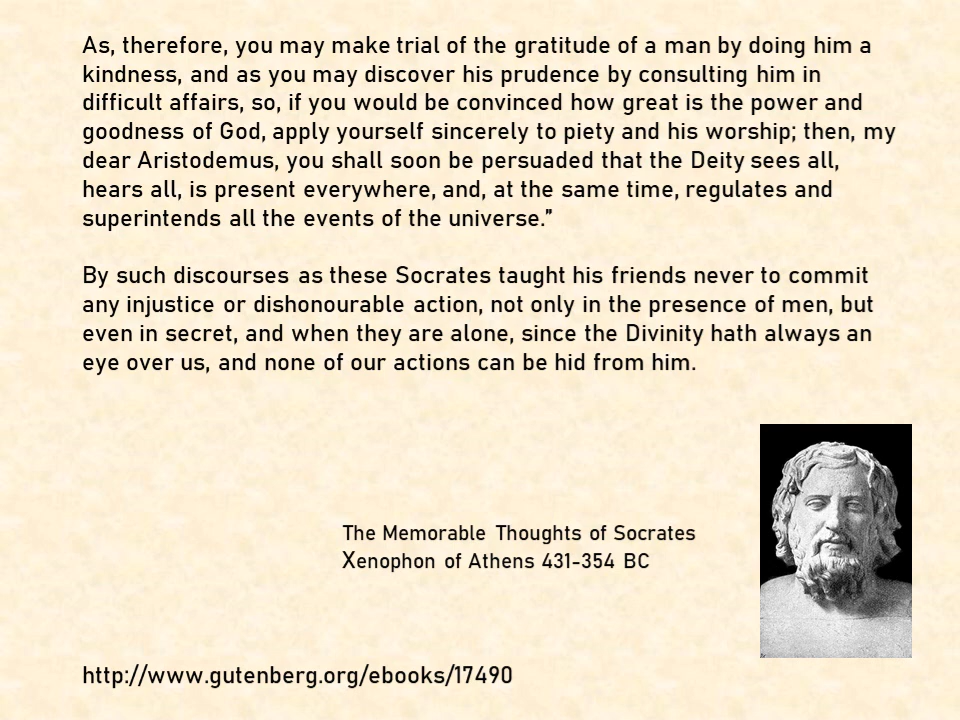 As, therefore, you may make trial of the gratitude of a man by doing him a
kindness, and as you may discover his prudence by consulting him in
difficult affairs, so, if you would be convinced how great is the power and
goodness of God, apply yourself sincerely to piety and his worship; then, my
dear Aristodemus, you shall soon be persuaded that the Deity sees all,
hears all, is present everywhere, and, at the same time, regulates and
superintends all the events of the universe.”
By such discourses as these Socrates taught his friends never to commit
any injustice or dishonourable action, not only in the presence of men, but
even in secret, and when they are alone, since the Divinity hath always an
eye over us, and none of our actions can be hid from him.
The Memorable Thoughts of Socrates
Xenophon of Athens 431-354 BC
http://www.gutenberg.org/ebooks/17490